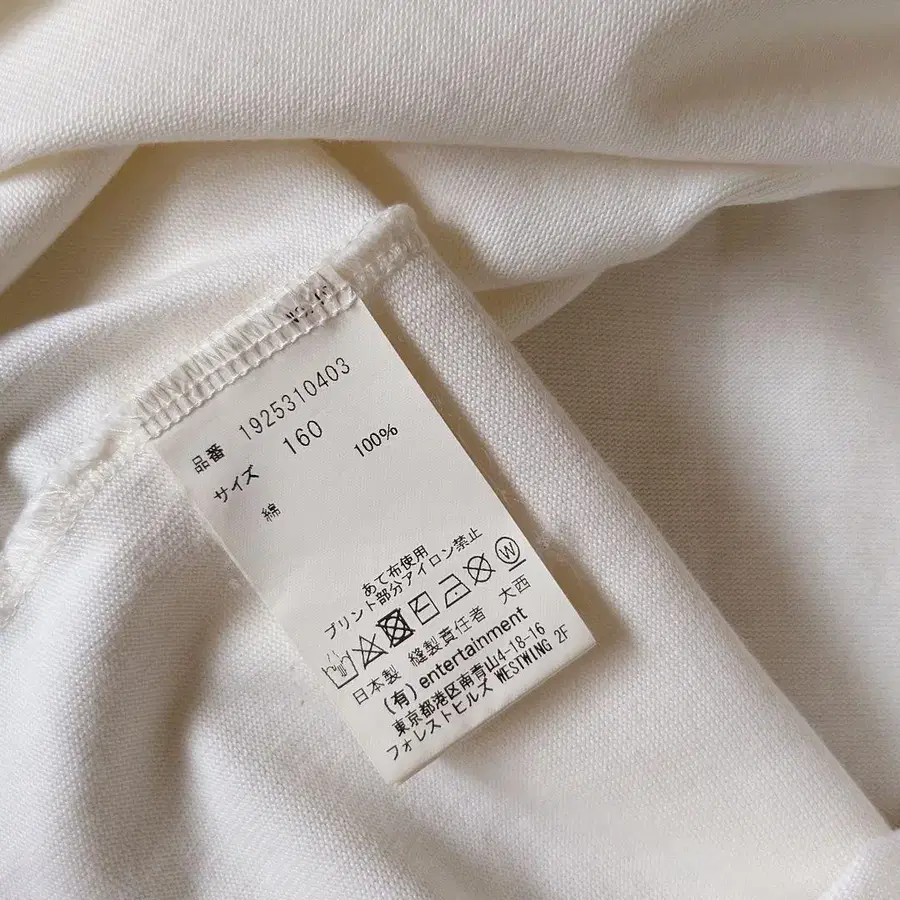 品番 1925310403
サイズ 160
綿 100%
あて布使用
プリント部分アイロン禁止
W
日本製 縫製責任者 大西
(有) entertainment
東京都港区南青山4-18-16
フォレストヒルズ WESTWING 2F